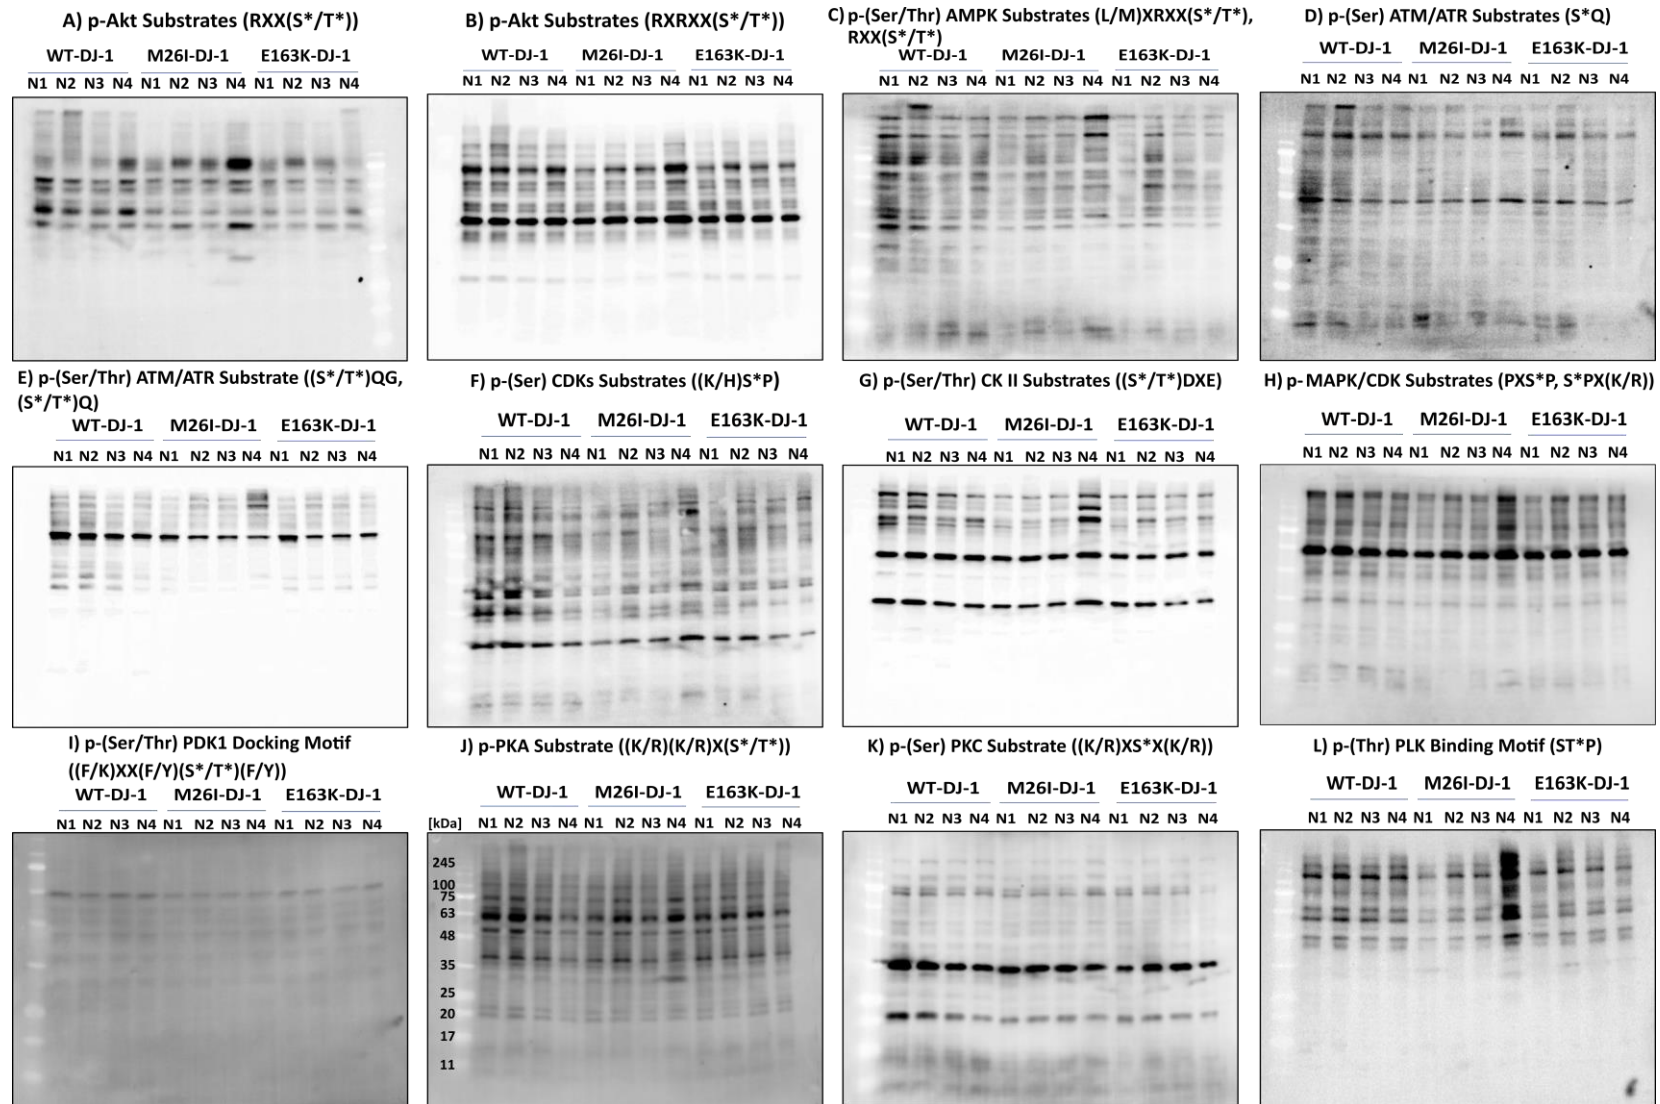 A) p-Akt Substrates (RXX(S*/T*))
WT-DJ-1 M26I-DJ-1 E163K-DJ-1
N1 N2 N3 N4 N1 N2 N3 N4 N1 N2 N3 N4
B) p-Akt Substrates (RXRXX(S*/T*))
WT-DJ-1 M26I-DJ-1 E163K-DJ-1
N1 N2 N3 N4 N1 N2 N3 N4 N1 N2 N3 N4
C) p-(Ser/Thr) AMPK Substrates (L/M)XRXX(S*/T*),
RXX(S*/T*)
WT-DJ-1 M26I-DJ-1 E163K-DJ-1
N1 N2 N3 N4 N1 N2 N3 N4 N1 N2 N3 N4
D) p-(Ser) ATM/ATR Substrates (S*Q)
WT-DJ-1 M26I-DJ-1 E163K-DJ-1
N1 N2 N3 N4 N1 N2 N3 N4 N1 N2 N3 N4
E) p-(Ser/Thr) ATM/ATR Substrate ((S*/T*)QG,
(S*/T*)Q)
WT-DJ-1 M26I-DJ-1 E163K-DJ-1
N1 N2 N3 N4 N1 N2 N3 N4 N1 N2 N3 N4
F) p-(Ser) CDKs Substrates ((K/H)S*P)
WT-DJ-1 M26I-DJ-1 E163K-DJ-1
N1 N2 N3 N4 N1 N2 N3 N4 N1 N2 N3 N4
G) p-(Ser/Thr) CK II Substrates ((S*/T*)DXE)
WT-DJ-1 M26I-DJ-1 E163K-DJ-1
N1 N2 N3 N4 N1 N2 N3 N4 N1 N2 N3 N4
H) p- MAPK/CDK Substrates (PXS*P, S*PX(K/R))
WT-DJ-1 M26I-DJ-1 E163K-DJ-1
N1 N2 N3 N4 N1 N2 N3 N4 N1 N2 N3 N4
I) p-(Ser/Thr) PDK1 Docking Motif
((F/K)XX(F/Y)(S*/T*)(F/Y))
WT-DJ-1 M26I-DJ-1 E163K-DJ-1
N1 N2 N3 N4 N1 N2 N3 N4 N1 N2 N3 N4
J) p-PKA Substrate ((K/R)(K/R)X(S*/T*))
WT-DJ-1 M26I-DJ-1 E163K-DJ-1
[kDa] N1 N2 N3 N4 N1 N2 N3 N4 N1 N2 N3 N4
245
100
75
63
48
35
25
20
17
11
K) p-(Ser) PKC Substrate ((K/R)XS*X(K/R))
WT-DJ-1 M26I-DJ-1 E163K-DJ-1
N1 N2 N3 N4 N1 N2 N3 N4 N1 N2 N3 N4
L) p-(Thr) PLK Binding Motif (ST*P)
WT-DJ-1 M26I-DJ-1 E163K-DJ-1
N1 N2 N3 N4 N1 N2 N3 N4 N1 N2 N3 N4